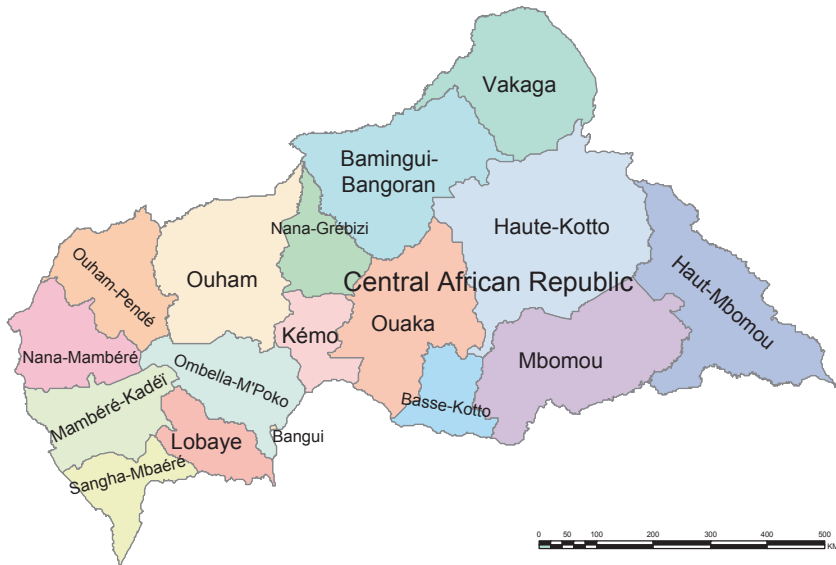 Vakaga
Bamingui-
Bangoran
Nana-Grébizi
Haute-Kotto
Ouham-Pendé
Ouham
Central African Republic
Haut-Mbomou
Kémo
Ouaka
Nana-Mambéré
Ombella-M'Poko
Mbomou
Mambéré-Kadéï
Basse-Kotto
Lobaye
Bangui
Sangha-Mbaéré
0 50 100 200 300 400 500
KM